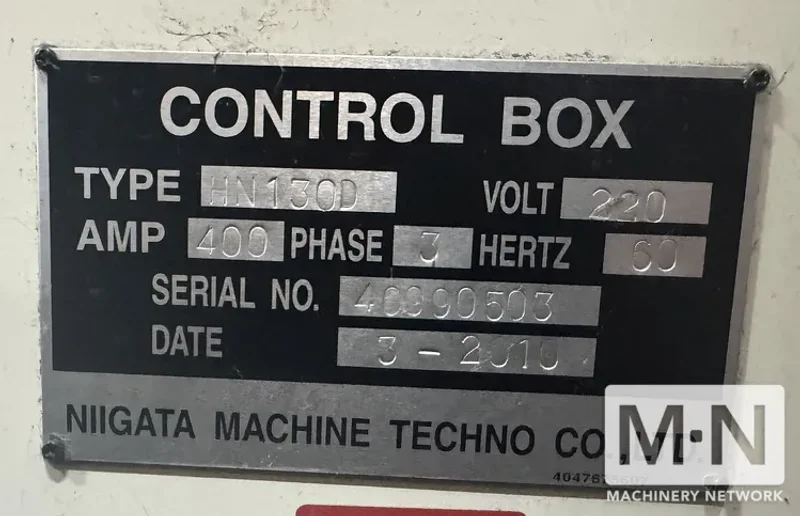 CONTROL BOX
TYPE HN130D VOLT 220
AMP 400 PHASE 3 HERTZ 60
SERIAL NO. 40990503
DATE 3-2010
NIIGATA MACHINE TECHNO CO.,LTD.
M·N
MACHINERY NETWORK